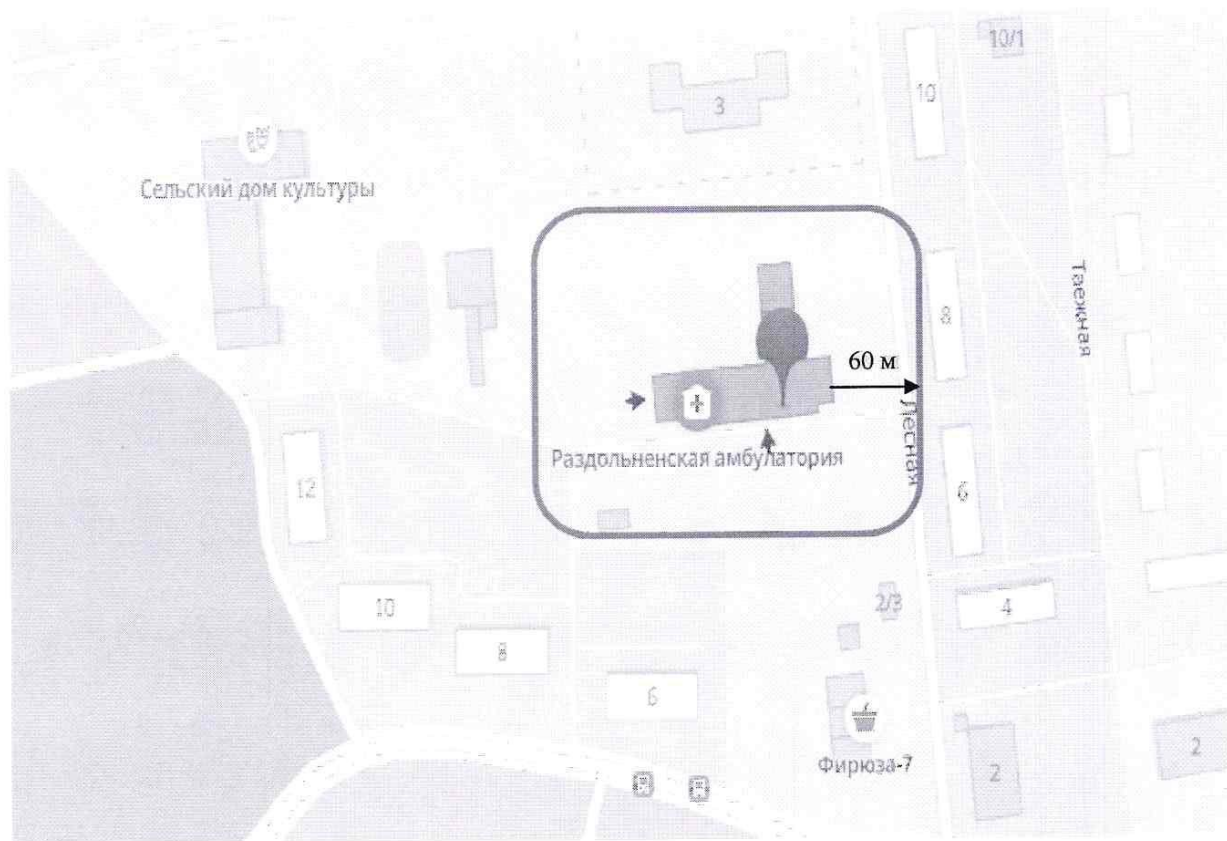 10/1
10
3
Сельский дом культуры
Таежная
8
60 м
Лесная
Раздольненская амбулатория
12
6
10
2/3
4
8
6
Фирюза-7
2
2